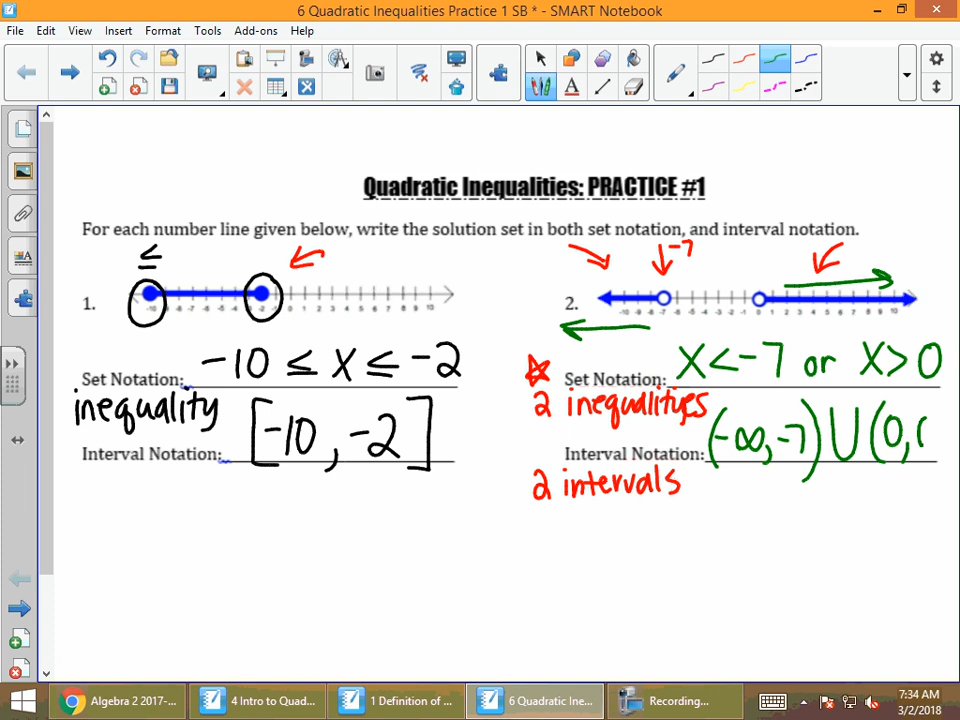 6 Quadratic Inequalities Practice 1 SB * - SMART Notebook
File Edit View Insert Format Tools Add-ons Help
Quadratic Inequalities: PRACTICE #1
For each number line given below, write the solution set in both set notation, and interval notation.
≤
-7
1.
2.
-10 ≤ x ≤ -2
x < -7 or x > 0
Set Notation:
Set Notation:
inequality
2 inequalities
[-10, -2]
(-∞, -7) ∪ (0, (
Interval Notation:
Interval Notation:
2 intervals
Algebra 2 2017-...
4 Intro to Quad...
1 Definition of ...
6 Quadratic Ine...
Recording...
7:34 AM
3/2/2018